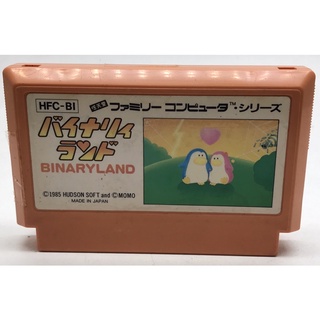 HFC-BI
ファミリー コンピュータ™シリーズ
バイナリィ
ランド
BINARYLAND
©1985 HUDSON SOFT and ©MOMO
MADE IN JAPAN